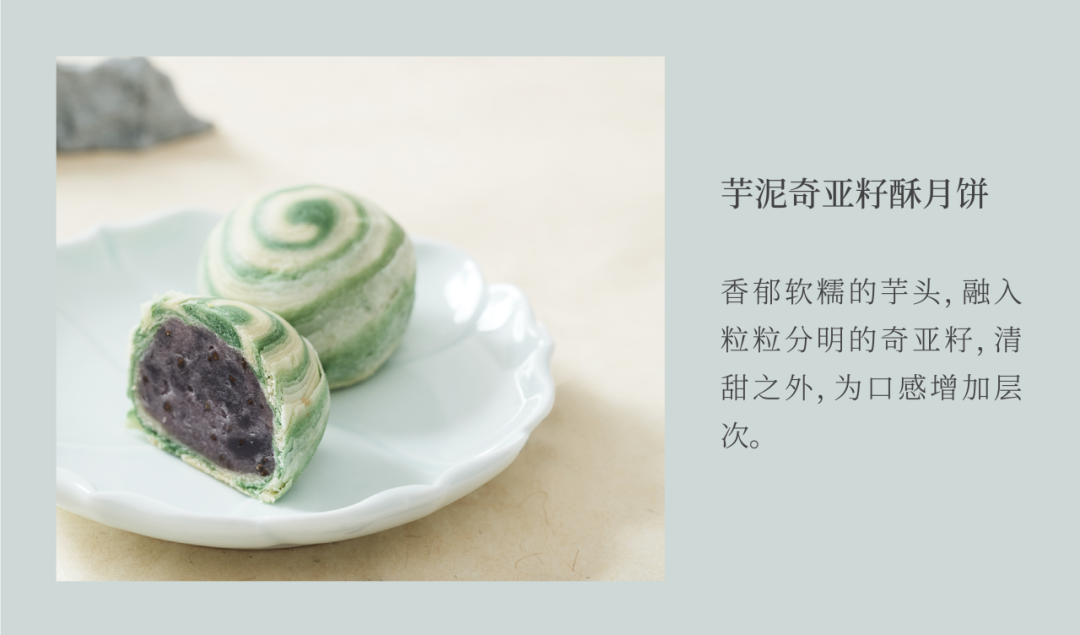 芋泥奇亚籽酥月饼
香郁软糯的芋头，融入
粒粒分明的奇亚籽，清
甜之外，为口感增加层
次。